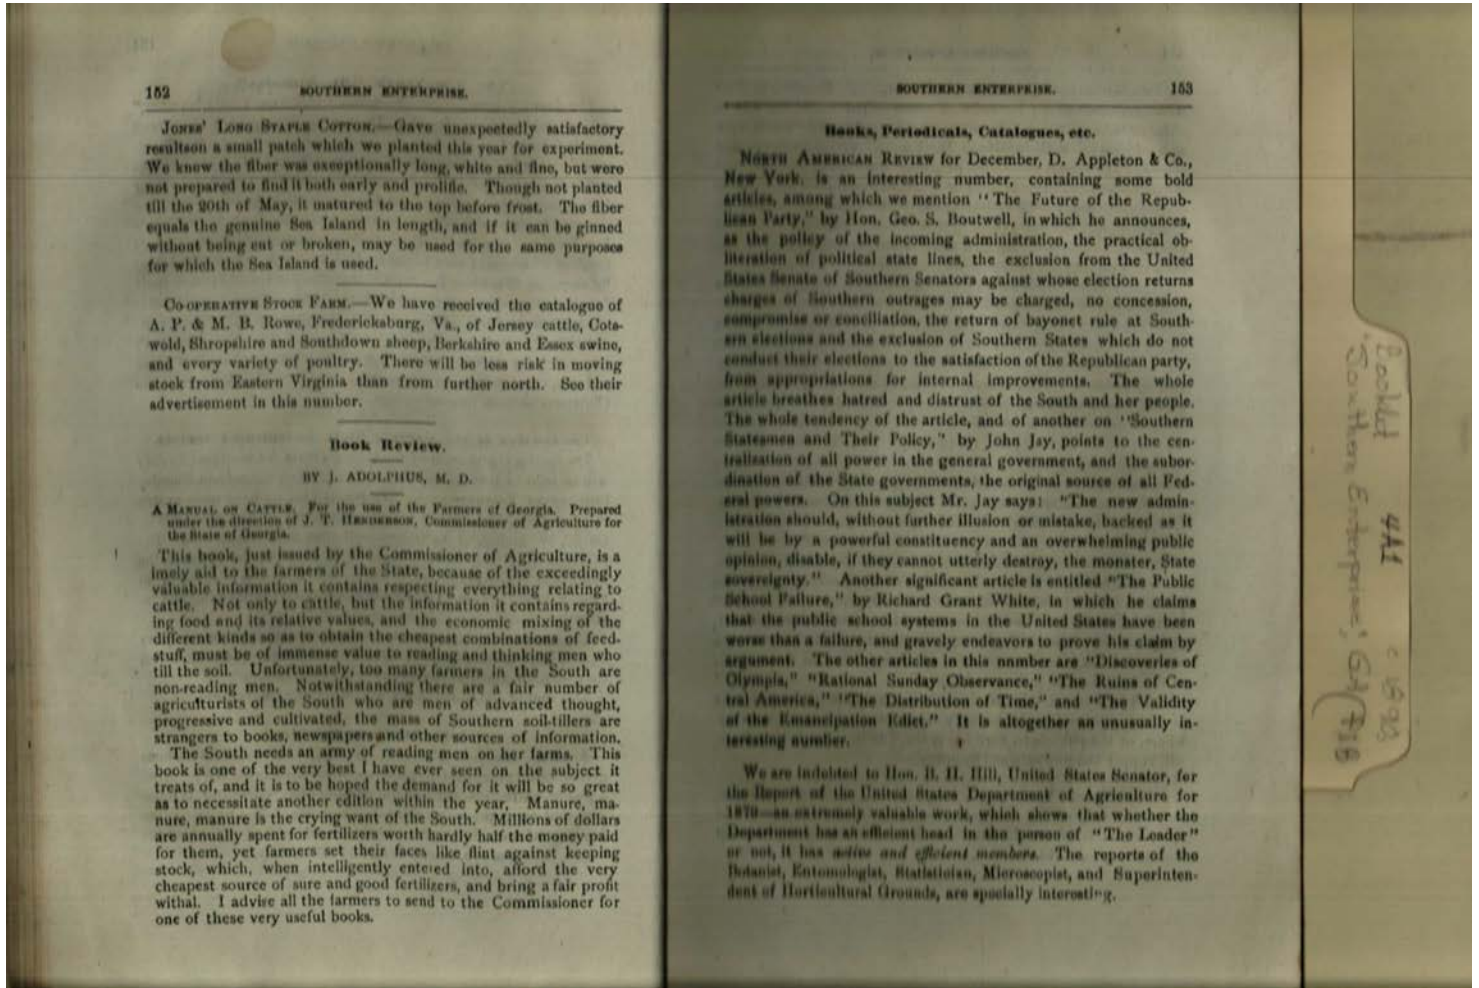 152
SOUTHERN ENTERPRISE.
JONES' LONG STAPLE COTTON.—Gave unexpectedly satisfactory
resultson a small patch which we planted this year for experiment.
We knew the fiber was exceptionally long, white and fine, but were
not prepared to find it both early and prolific. Though not planted
till the 20th of May, it matured to the top before frost. The fiber
equals the genuine Sea Island in length, and if it can be ginned
without being cut or broken, may be used for the same purposes
for which the Sea Island is used.
CO-OPERATIVE STOCK FARM.—We have received the catalogue of
A. P. & M. B. Rowe, Fredericksburg, Va., of Jersey cattle, Cots-
wold, Shropshire and Southdown sheep, Berkshire and Essex swine,
and every variety of poultry. There will be less risk in moving
stock from Eastern Virginia than from further north. See their
advertisement in this number.
Book Review.
BY J. ADOLPHUS, M. D.
A MANUAL ON CATTLE. For the use of the Farmers of Georgia. Prepared
under the direction of J. T. HENDERSON, Commissioner of Agriculture for
the State of Georgia.
This book, just issued by the Commissioner of Agriculture, is a
imely aid to the farmers of the State, because of the exceedingly
valuable information it contains respecting everything relating to
cattle. Not only to cattle, but the information it contains regard-
ing food and its relative values, and the economic mixing of the
different kinds so as to obtain the cheapest combinations of feed-
stuff, must be of immense value to reading and thinking men who
till the soil. Unfortunately, too many farmers in the South are
non-reading men. Notwithstanding there are a fair number of
agriculturists of the South who are men of advanced thought,
progressive and cultivated, the mass of Southern soil-tillers are
strangers to books, newspapers and other sources of information.
The South needs an army of reading men on her farms. This
book is one of the very best I have ever seen on the subject it
treats of, and it is to be hoped the demand for it will be so great
as to necessitate another edition within the year. Manure, ma-
nure, manure is the crying want of the South. Millions of dollars
are annually spent for fertilizers worth hardly half the money paid
for them, yet farmers set their faces like flint against keeping
stock, which, when intelligently entered into, afford the very
cheapest source of sure and good fertilizers, and bring a fair profit
withal. I advise all the farmers to send to the Commissioner for
one of these very useful books.
SOUTHERN ENTERPRISE.
153
Books, Periodicals, Catalogues, etc.
NORTH AMERICAN REVIEW for December, D. Appleton & Co.,
New York, is an interesting number, containing some bold
articles, among which we mention "The Future of the Repub-
lican Party," by Hon. Geo. S. Boutwell, in which he announces,
as the policy of the incoming administration, the practical ob-
literation of political state lines, the exclusion from the United
States Senate of Southern Senators against whose election returns
charges of Southern outrages may be charged, no concession,
compromise or conciliation, the return of bayonet rule at South-
ern elections and the exclusion of Southern States which do not
conduct their elections to the satisfaction of the Republican party,
from appropriations for internal improvements. The whole
article breathes hatred and distrust of the South and her people.
The whole tendency of the article, and of another on "Southern
Statesmen and Their Policy," by John Jay, points to the cen-
tralization of all power in the general government, and the subor-
dination of the State governments, the original source of all Fed-
eral powers. On this subject Mr. Jay says: "The new admin-
istration should, without further illusion or mistake, backed as it
will be by a powerful constituency and an overwhelming public
opinion, disable, if they cannot utterly destroy, the monster, State
sovereignty." Another significant article is entitled "The Public
School Failure," by Richard Grant White, in which he claims
that the public school systems in the United States have been
worse than a failure, and gravely endeavors to prove his claim by
argument. The other articles in this number are "Discoveries of
Olympia," "Rational Sunday Observance," "The Ruins of Cen-
tral America," "The Distribution of Time," and "The Validity
of the Emancipation Edict." It is altogether an unusually in-
teresting number.
We are indebted to Hon. B. H. Hill, United States Senator, for
the Report of the United States Department of Agriculture for
1879—an extremely valuable work, which shows that whether the
Department has an efficient head in the person of "The Leader"
or not, it has active and efficient members. The reports of the
Botanist, Entomologist, Statistician, Microscopist, and Superinten-
dent of Horticultural Grounds, are specially interesting.
Booklet 4A1
"Southern Enterprise," GA